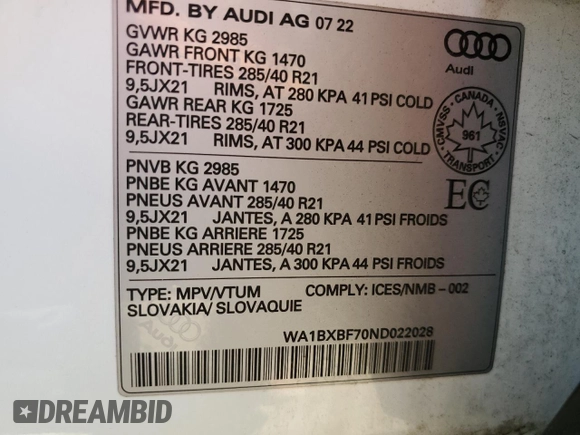 MFD. BY AUDI AG 07 22
GVWR KG 2985
GAWR FRONT KG 1470
FRONT-TIRES 285/40 R21
9,5JX21 RIMS, AT 280 KPA 41 PSI COLD
GAWR REAR KG 1725
REAR-TIRES 285/40 R21
9,5JX21 RIMS, AT 300 KPA 44 PSI COLD
Audi
CMVSS - CANADA - NSVAC
961
TRANSPORT
EC
PNVB KG 2985
PNBE KG AVANT 1470
PNEUS AVANT 285/40 R21
9,5JX21 JANTES, A 280 KPA 41 PSI FROIDS
PNBE KG ARRIERE 1725
PNEUS ARRIERE 285/40 R21
9,5JX21 JANTES, A 300 KPA 44 PSI FROIDS
TYPE: MPV/VTUM COMPLY: ICES/NMB - 002
SLOVAKIA/ SLOVAQUIE
Audi
WA1BXBF70ND022028
DREAMBID